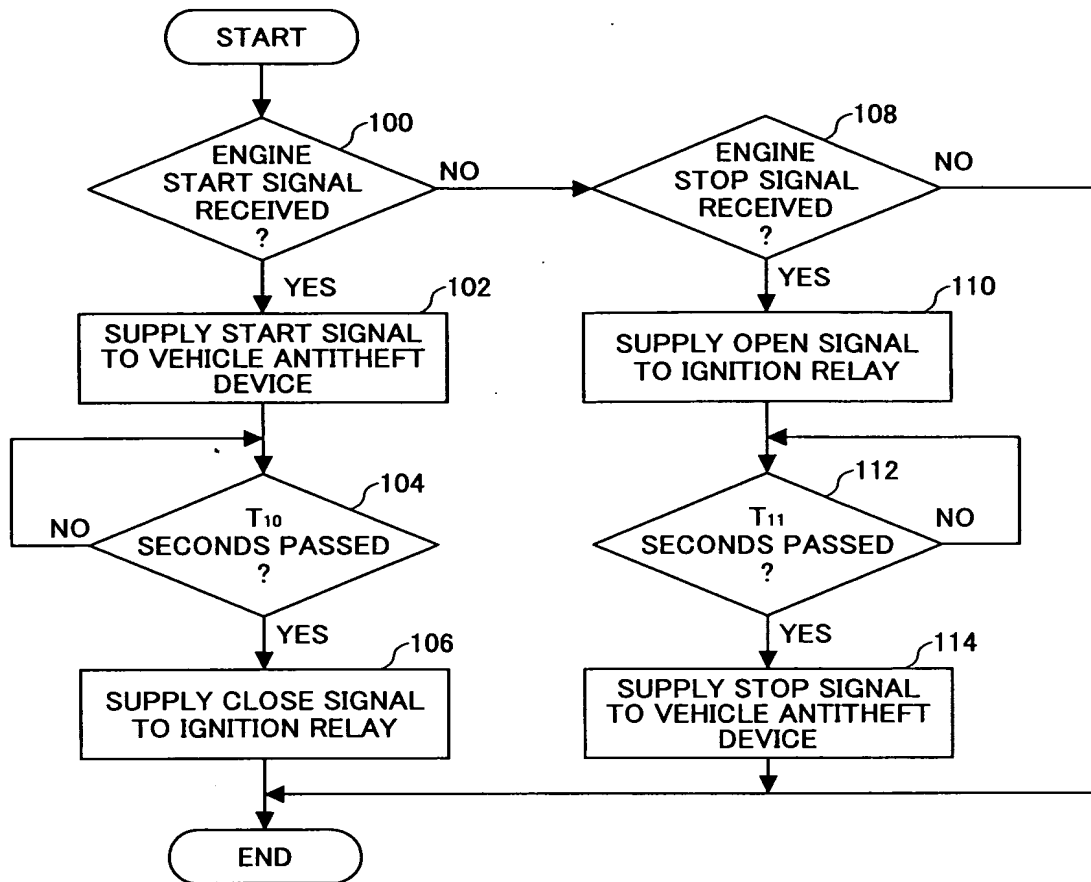 START
100
ENGINE
START SIGNAL
RECEIVED
?
NO
YES
102
SUPPLY START SIGNAL
TO VEHICLE ANTITHEFT
DEVICE
104
T10
SECONDS PASSED
?
NO
YES
106
SUPPLY CLOSE SIGNAL
TO IGNITION RELAY
108
ENGINE
STOP SIGNAL
RECEIVED
?
NO
YES
110
SUPPLY OPEN SIGNAL
TO IGNITION RELAY
112
T11
SECONDS PASSED
?
NO
YES
114
SUPPLY STOP SIGNAL
TO VEHICLE ANTITHEFT
DEVICE
END